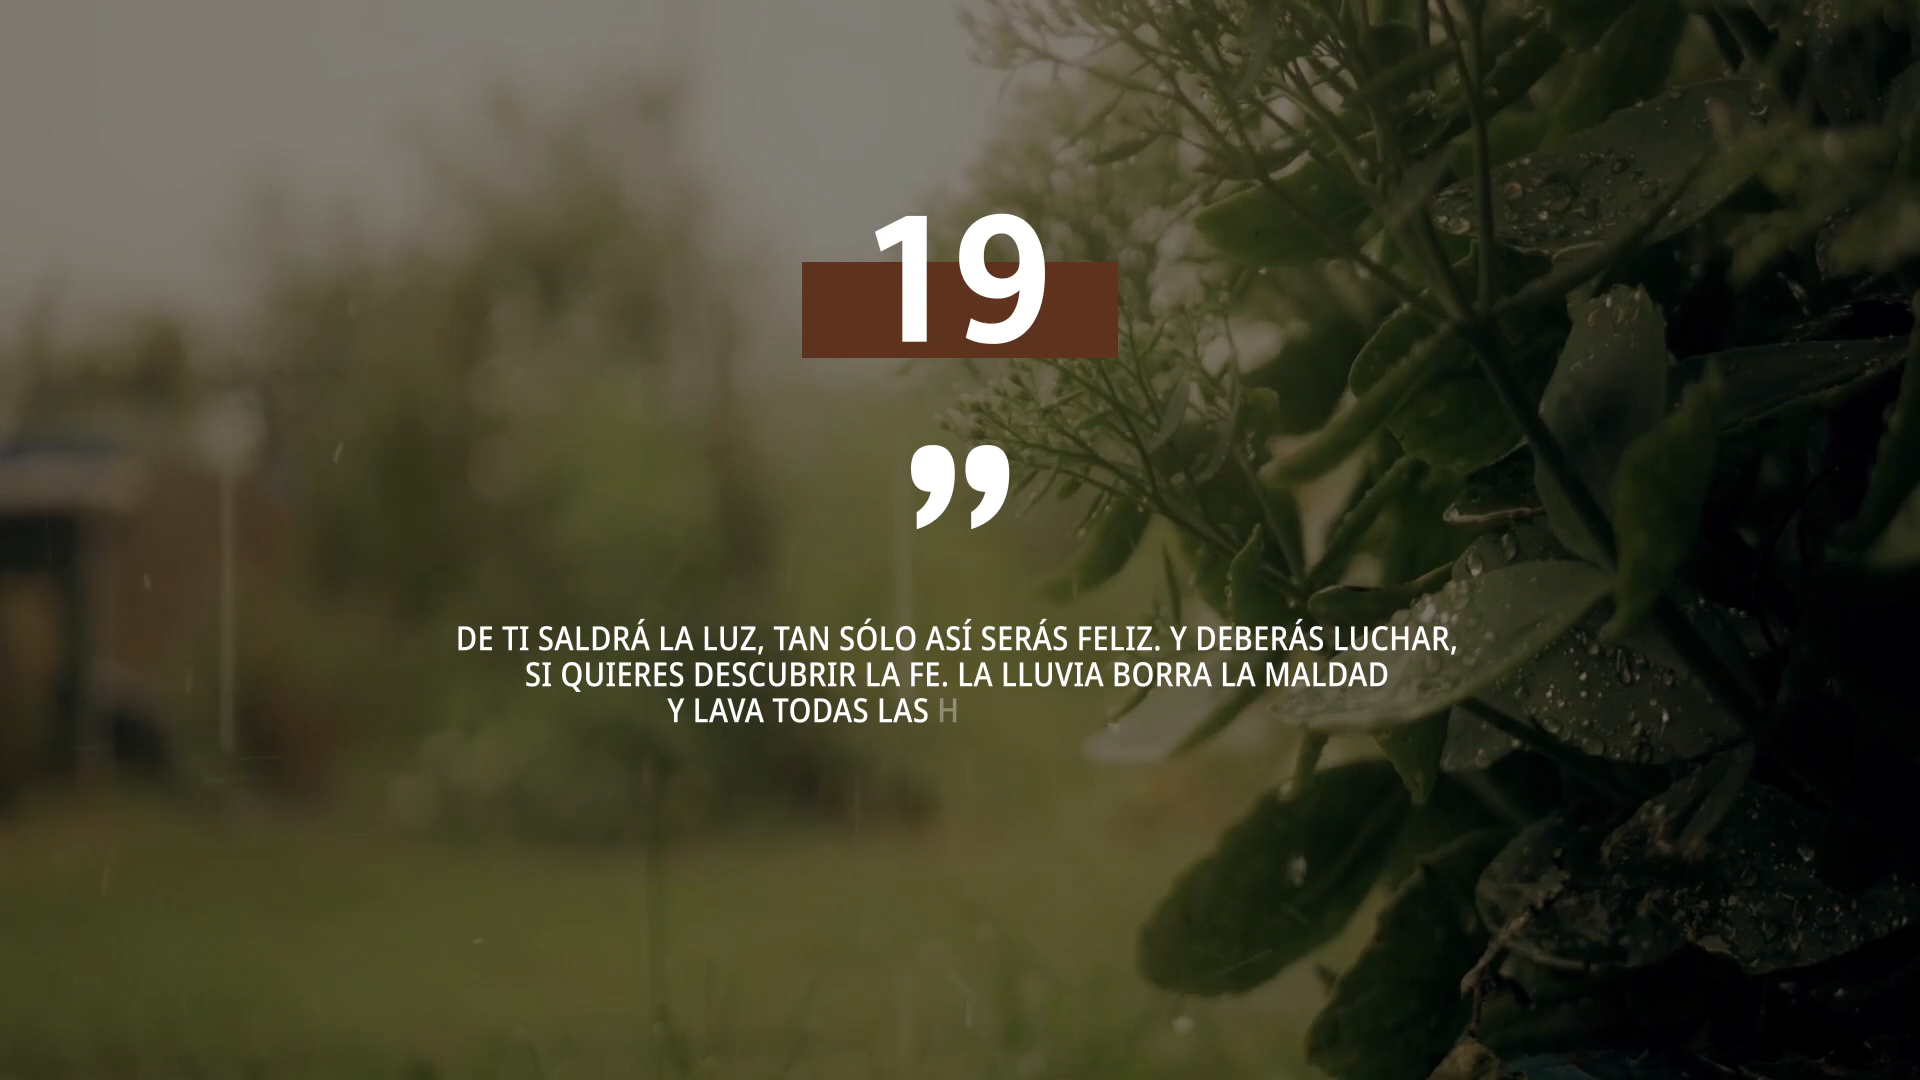 19
”
DE TI SALDRÁ LA LUZ, TAN SÓLO ASÍ SERÁS FELIZ. Y DEBERÁS LUCHAR,
SI QUIERES DESCUBRIR LA FE. LA LLUVIA BORRA LA MALDAD
Y LAVA TODAS LAS H